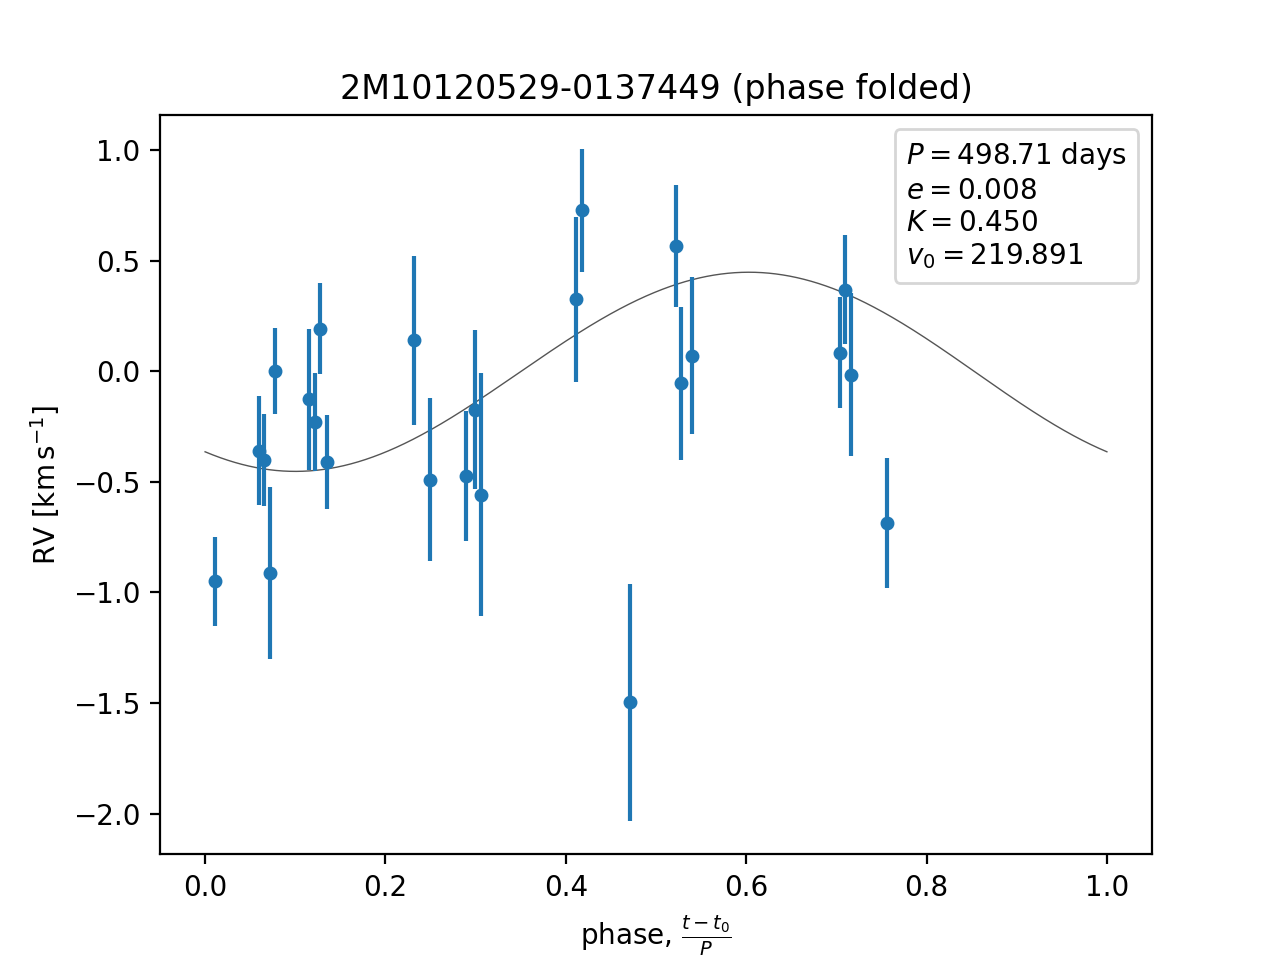 2M10120529-0137449 (phase folded)
P = 498.71 days
e = 0.008
K = 0.450
v₀ = 219.891
1.0
0.5
0.0
−0.5
−1.0
−1.5
−2.0
RV [km s⁻¹]
0.0 0.2 0.4 0.6 0.8 1.0
phase, (t − t₀)/P